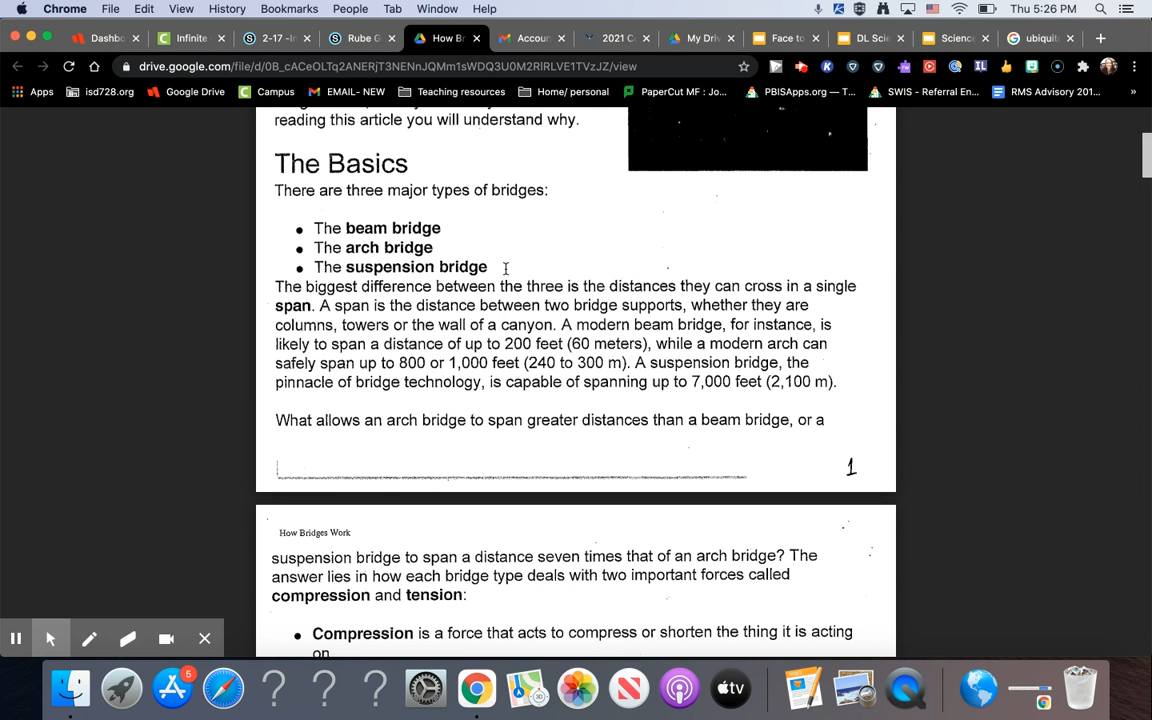 Chrome File Edit View History Bookmarks People Tab Window Help Thu 5:26 PM
Dashbo Infinite 2-17 -In Rube G How Br Accoun 2021 C My Driv Face to DL Scie Science ubiquit
drive.google.com/file/d/0B_cACeOLTq2ANERjT3NENnJQMm1sWDQ3U0M2RlRLVE1TVzJZ/view
Apps isd728.org Google Drive Campus EMAIL- NEW Teaching resources Home/ personal PaperCut MF : Jo... PBISApps.org — T... SWIS - Referral En... RMS Advisory 201... »
reading this article you will understand why.
The Basics
There are three major types of bridges:
• The beam bridge
• The arch bridge
• The suspension bridge
The biggest difference between the three is the distances they can cross in a single
span. A span is the distance between two bridge supports, whether they are
columns, towers or the wall of a canyon. A modern beam bridge, for instance, is
likely to span a distance of up to 200 feet (60 meters), while a modern arch can
safely span up to 800 or 1,000 feet (240 to 300 m). A suspension bridge, the
pinnacle of bridge technology, is capable of spanning up to 7,000 feet (2,100 m).
What allows an arch bridge to span greater distances than a beam bridge, or a
1
How Bridges Work
suspension bridge to span a distance seven times that of an arch bridge? The
answer lies in how each bridge type deals with two important forces called
compression and tension:
• Compression is a force that acts to compress or shorten the thing it is acting
on
5
30
tv